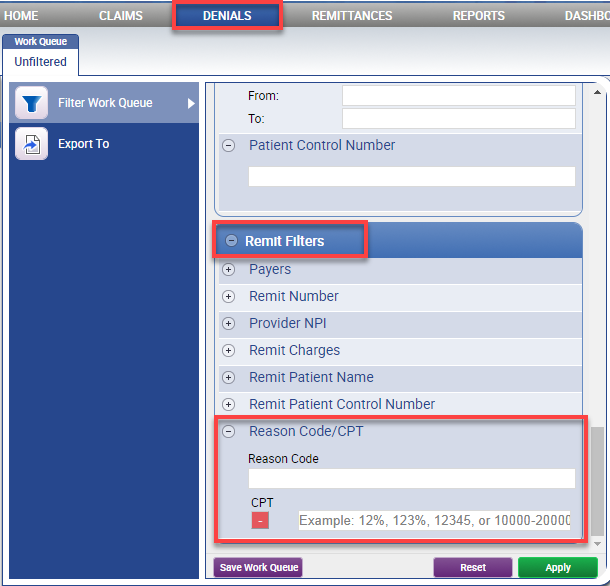 HOME CLAIMS DENIALS REMITTANCES REPORTS DASHBO
Work Queue
Unfiltered
Filter Work Queue
Export To
From:
To:
Patient Control Number
Remit Filters
Payers
Remit Number
Provider NPI
Remit Charges
Remit Patient Name
Remit Patient Control Number
Reason Code/CPT
Reason Code
CPT
- Example: 12%, 123%, 12345, or 10000-20000
Save Work Queue Reset Apply